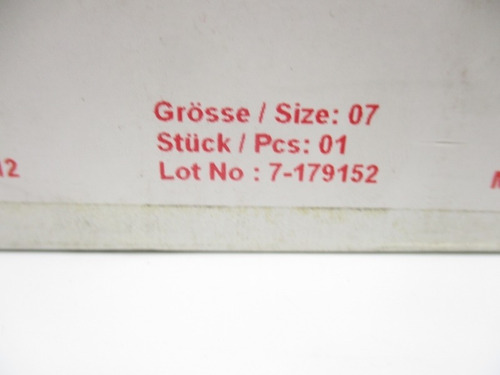 Grösse / Size: 07
Stück / Pcs: 01
Lot No : 7-179152